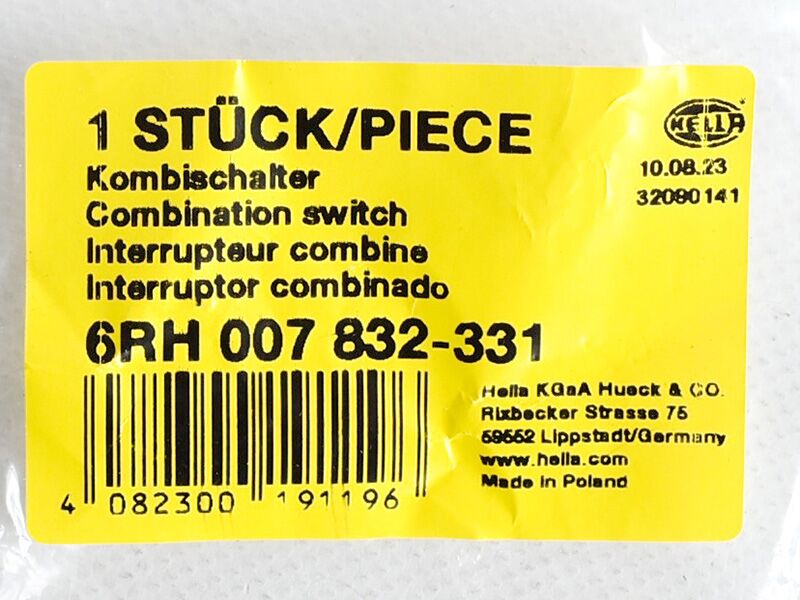 1 STÜCK/PIECE
HELLA
10.08.23
32090141
Kombischalter
Combination switch
Interrupteur combine
Interruptor combinado
6RH 007 832-331
Hella KGaA Hueck & CO.
Rixbecker Strasse 75
59552 Lippstadt/Germany
www.hella.com
Made in Poland
4 082300 191196